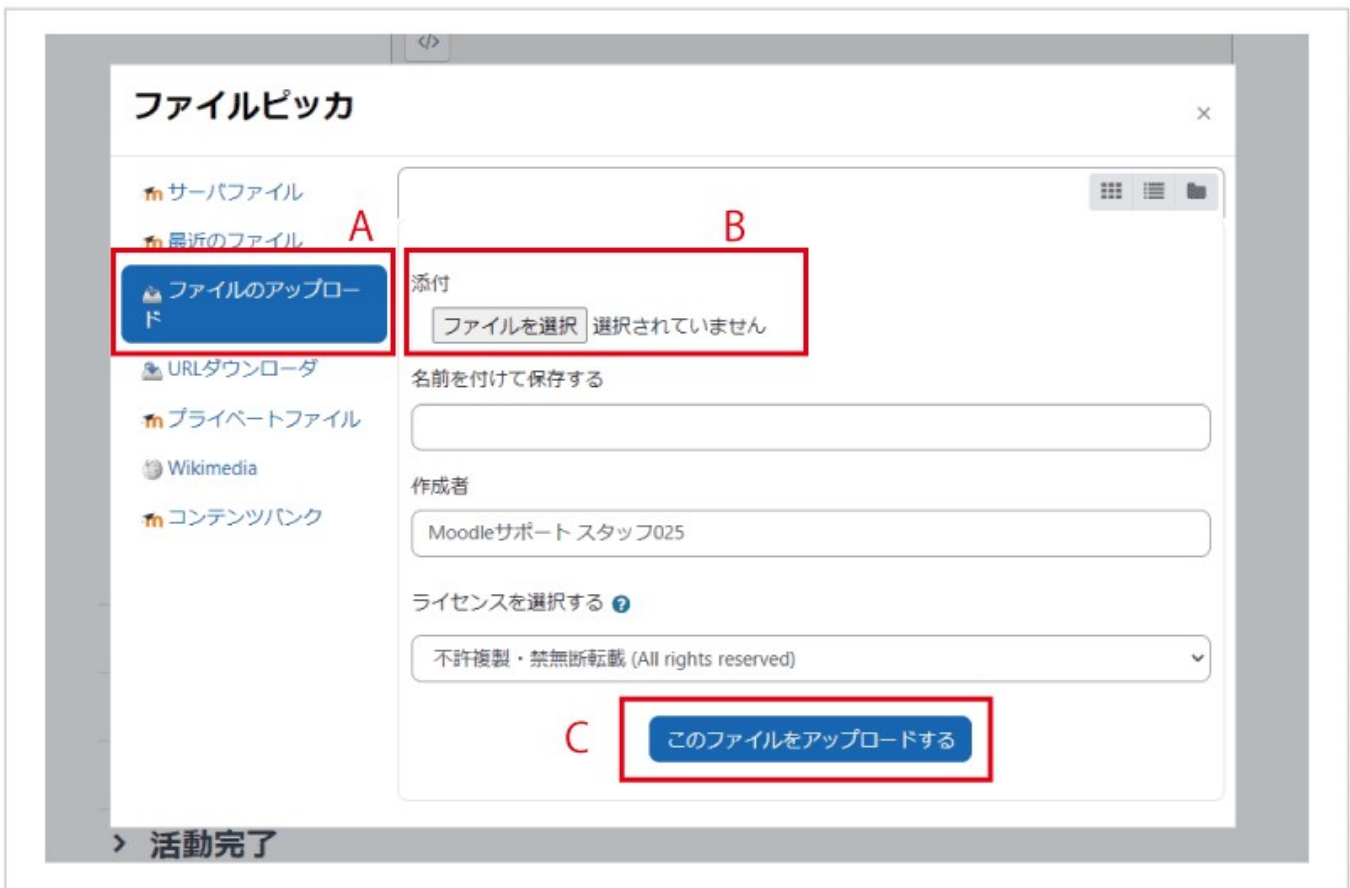 </>
ファイルピッカ
×
サーバファイル
最近のファイル
A
B
ファイルのアップロー
ド
添付
ファイルを選択 選択されていません
URLダウンローダ
名前を付けて保存する
プライベートファイル
Wikimedia
作成者
コンテンツバンク
Moodleサポート スタッフ025
ライセンスを選択する ?
不許複製・禁無断転載 (All rights reserved)
C
このファイルをアップロードする
> 活動完了